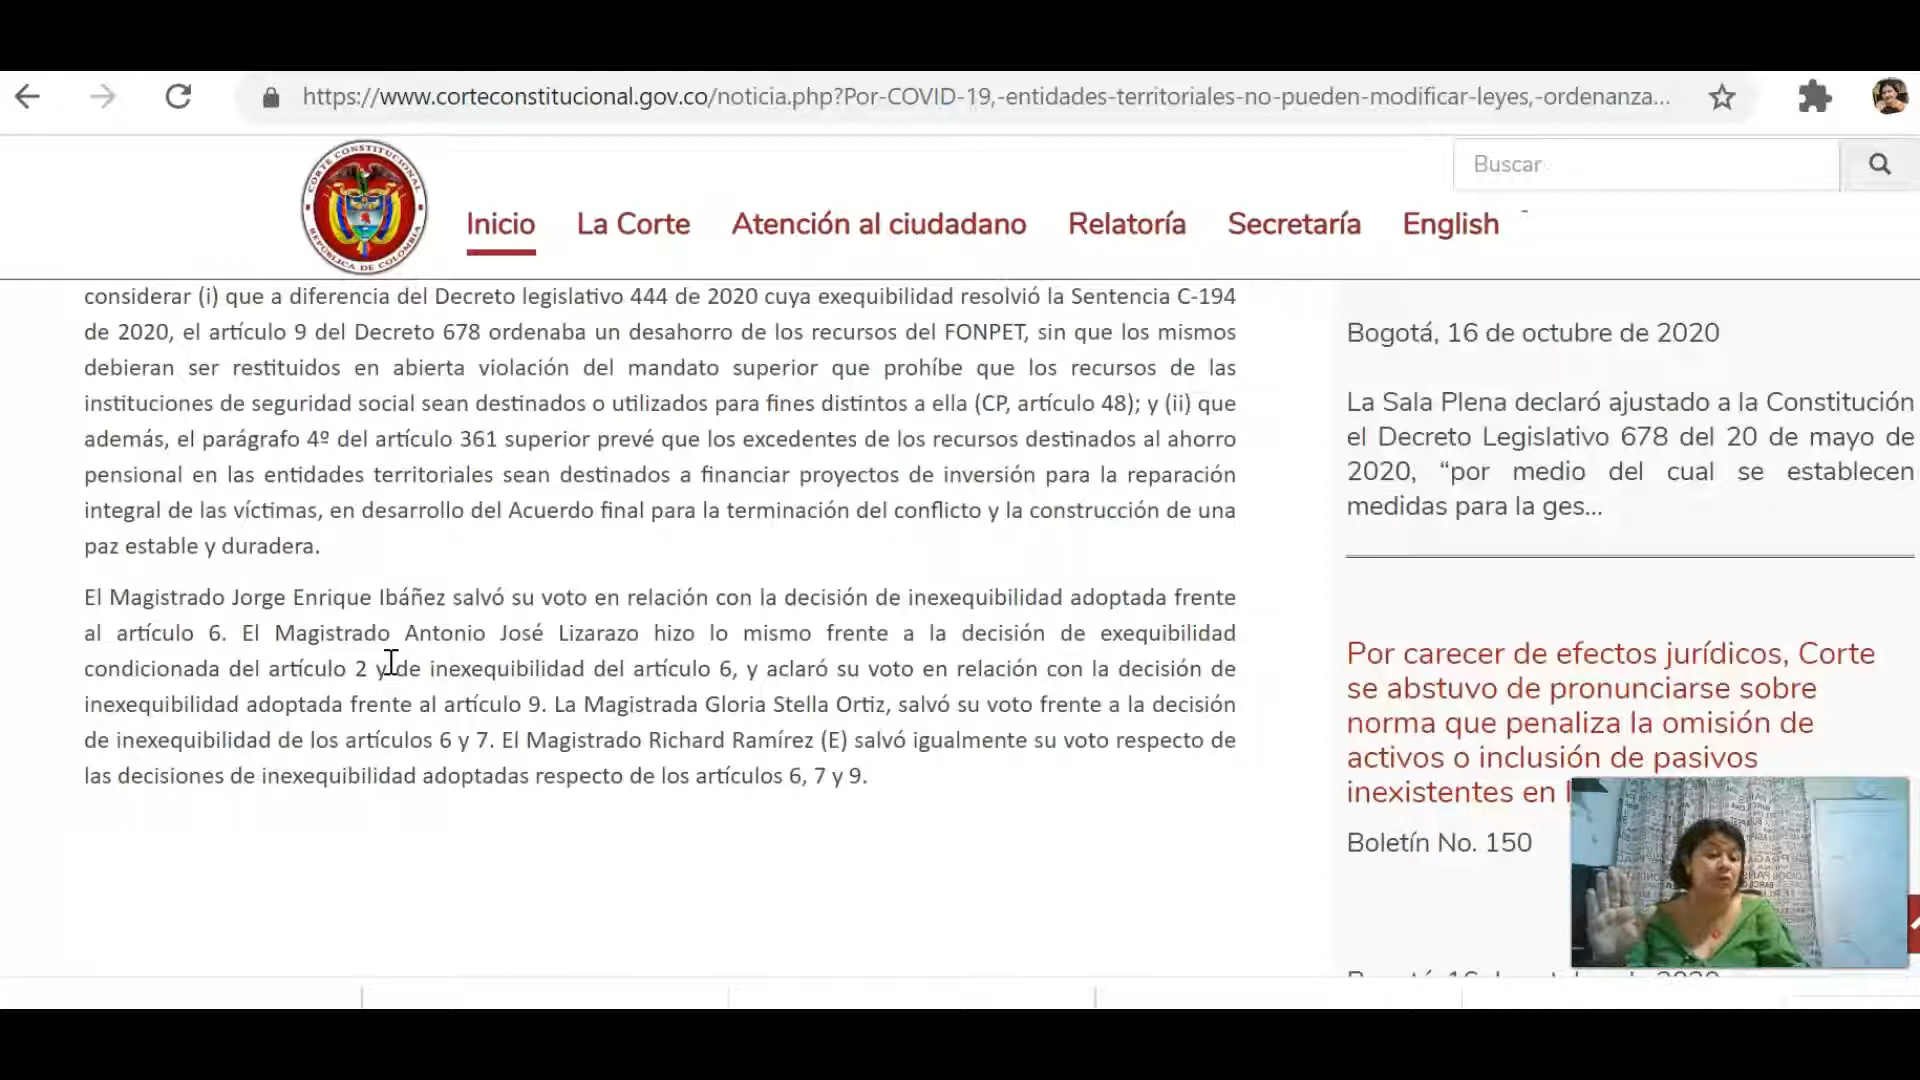 https://www.corteconstitucional.gov.co/noticia.php?Por-COVID-19,-entidades-territoriales-no-pueden-modificar-leyes,-ordenanza...
CORTE CONSTITUCIONAL
REPÚBLICA DE COLOMBIA
Buscar
Inicio La Corte Atención al ciudadano Relatoría Secretaría English
considerar (i) que a diferencia del Decreto legislativo 444 de 2020 cuya exequibilidad resolvió la Sentencia C-194
de 2020, el artículo 9 del Decreto 678 ordenaba un desahorro de los recursos del FONPET, sin que los mismos
debieran ser restituidos en abierta violación del mandato superior que prohíbe que los recursos de las
instituciones de seguridad social sean destinados o utilizados para fines distintos a ella (CP, artículo 48); y (ii) que
además, el parágrafo 4º del artículo 361 superior prevé que los excedentes de los recursos destinados al ahorro
pensional en las entidades territoriales sean destinados a financiar proyectos de inversión para la reparación
integral de las víctimas, en desarrollo del Acuerdo final para la terminación del conflicto y la construcción de una
paz estable y duradera.
El Magistrado Jorge Enrique Ibáñez salvó su voto en relación con la decisión de inexequibilidad adoptada frente
al artículo 6. El Magistrado Antonio José Lizarazo hizo lo mismo frente a la decisión de exequibilidad
condicionada del artículo 2 y de inexequibilidad del artículo 6, y aclaró su voto en relación con la decisión de
inexequibilidad adoptada frente al artículo 9. La Magistrada Gloria Stella Ortiz, salvó su voto frente a la decisión
de inexequibilidad de los artículos 6 y 7. El Magistrado Richard Ramírez (E) salvó igualmente su voto respecto de
las decisiones de inexequibilidad adoptadas respecto de los artículos 6, 7 y 9.
Bogotá, 16 de octubre de 2020
La Sala Plena declaró ajustado a la Constitución
el Decreto Legislativo 678 del 20 de mayo de
2020, “por medio del cual se establecen
medidas para la ges...
Por carecer de efectos jurídicos, Corte
se abstuvo de pronunciarse sobre
norma que penaliza la omisión de
activos o inclusión de pasivos
inexistentes en
Boletín No. 150